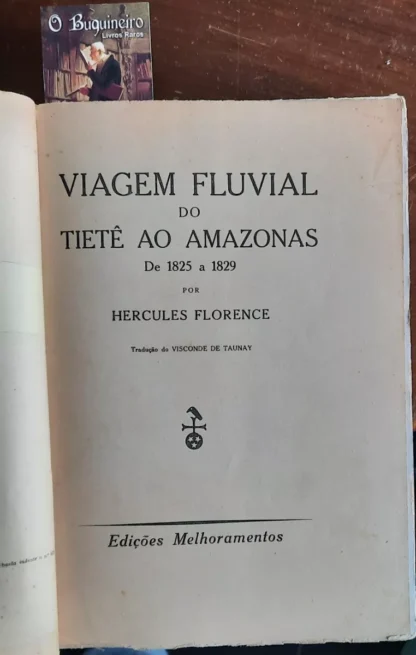 O Buquineiro
Livros Raros
VIAGEM FLUVIAL
DO
TIETÊ AO AMAZONAS
De 1825 a 1829
POR
HERCULES FLORENCE
Tradução do VISCONDE DE TAUNAY
Edições Melhoramentos